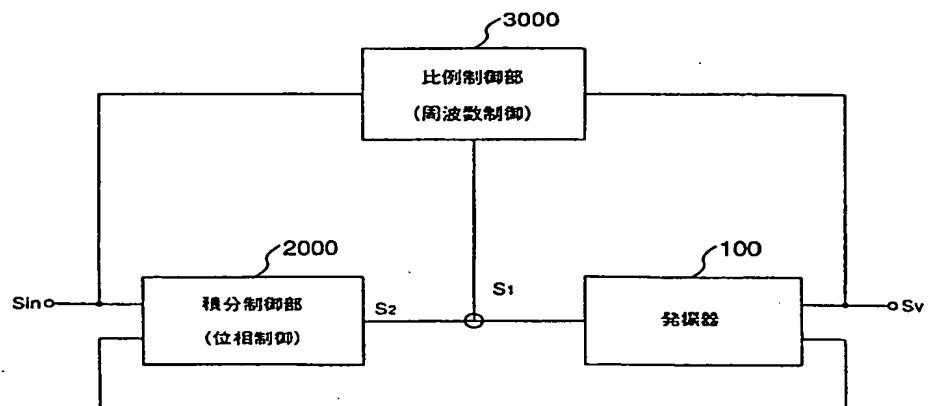 3000
比例制御部
(周波数制御)
2000
100
Sin
積分制御部
(位相制御)
S2
S1
発振器
Sv